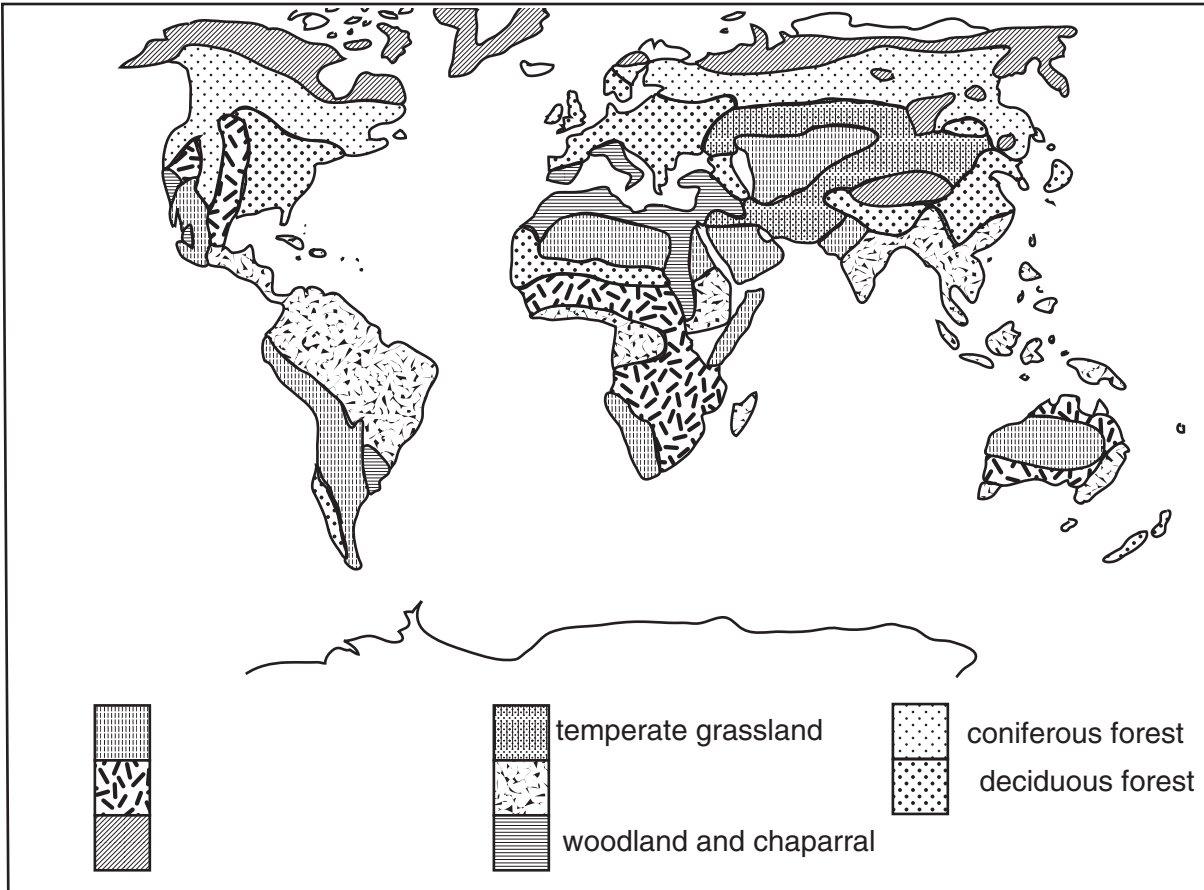 temperate grassland
woodland and chaparral
coniferous forest
deciduous forest